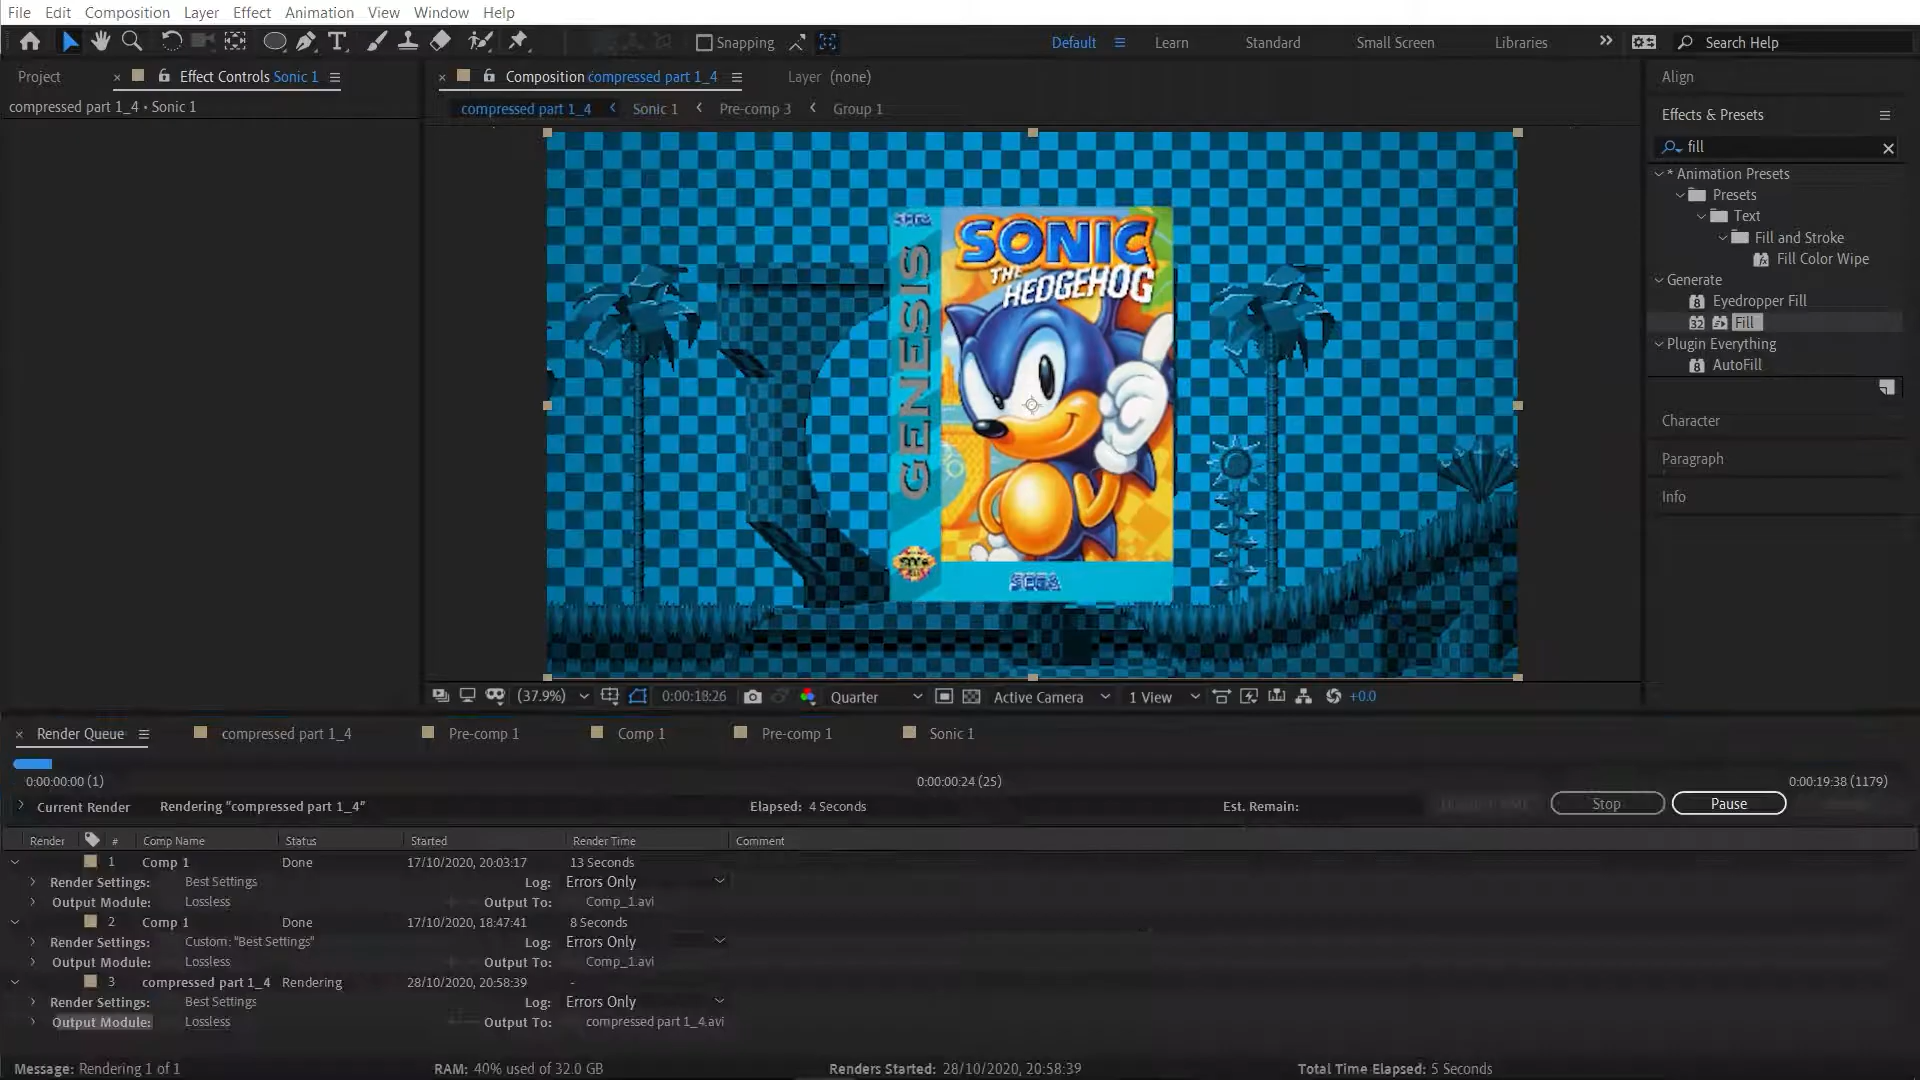 File Edit Composition Layer Effect Animation View Window Help
Snapping Default Learn Standard Small Screen Libraries Search Help
Project Effect Controls Sonic 1 Composition compressed part 1_4 Layer (none) Align
compressed part 1_4 • Sonic 1
compressed part 1_4 Sonic 1 Pre-comp 3 Group 1
Effects & Presets
fill
* Animation Presets
Presets
Text
Fill and Stroke
Fill Color Wipe
Generate
Eyedropper Fill
Fill
Plugin Everything
AutoFill
Character
Paragraph
Info
SEGA
GENESIS
SONIC
THE
HEDGEHOG
SEGA
(37.9%) 0:00:18:26 Quarter Active Camera 1 View +0.0
Render Queue compressed part 1_4 Pre-comp 1 Comp 1 Pre-comp 1 Sonic 1
0:00:00:00 (1) 0:00:00:24 (25) 0:00:19:38 (1179)
Current Render Rendering “compressed part 1_4” Elapsed: 4 Seconds Est. Remain: Stop Pause
Render # Comp Name Status Started Render Time Comment
1 Comp 1 Done 17/10/2020, 20:03:17 13 Seconds
Render Settings: Best Settings Log: Errors Only
Output Module: Lossless Output To: Comp_1.avi
2 Comp 1 Done 17/10/2020, 18:47:41 8 Seconds
Render Settings: Custom: "Best Settings" Log: Errors Only
Output Module: Lossless Output To: Comp_1.avi
3 compressed part 1_4 Rendering 28/10/2020, 20:58:39 -
Render Settings: Best Settings Log: Errors Only
Output Module: Lossless Output To: compressed part 1_4.avi
Message: Rendering 1 of 1 RAM: 40% used of 32.0 GB Renders Started: 28/10/2020, 20:58:39 Total Time Elapsed: 5 Seconds